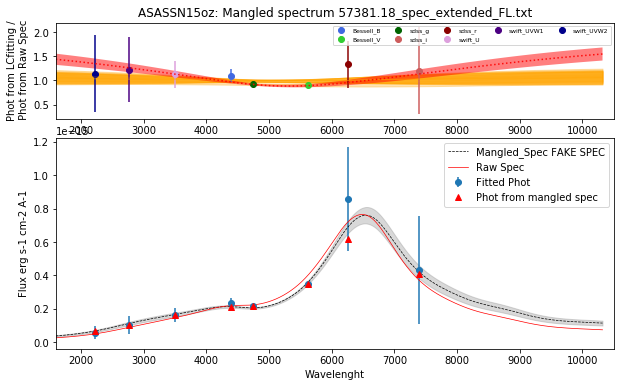 ASASSN15oz: Mangled spectrum 57381.18_spec_extended_FL.txt
Phot from LCfitting /
Phot from Raw Spec
2.0
1.5
1.0
0.5
Bessell_B
Bessell_V
sdss_g
sdss_i
sdss_r
swift_U
swift_UVW1
swift_UVW2
2000 3000 4000 5000 6000 7000 8000 9000 10000
Flux erg s-1 cm-2 A-1
1.2
1.0
0.8
0.6
0.4
0.2
0.0
Mangled_Spec FAKE SPEC
Raw Spec
Fitted Phot
Phot from mangled spec
2000 3000 4000 5000 6000 7000 8000 9000 10000
Wavelenght